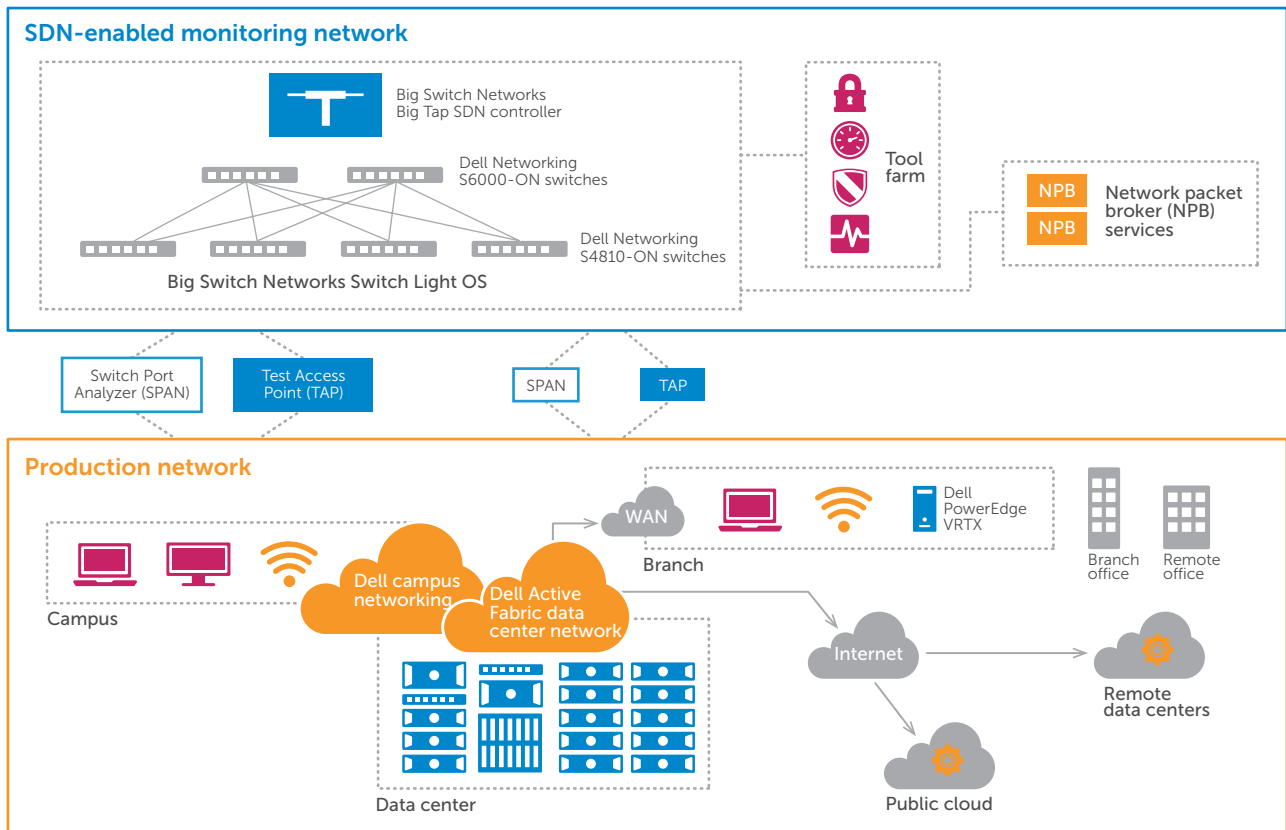 SDN-enabled monitoring network
Big Switch Networks
Big Tap SDN controller
Dell Networking
S6000-ON switches
Dell Networking
S4810-ON switches
Big Switch Networks Switch Light OS
Tool
farm
NPB
NPB
Network packet
broker (NPB)
services
Switch Port
Analyzer (SPAN)
Test Access
Point (TAP)
SPAN
TAP
Production network
WAN
Dell
PowerEdge
VRTX
Branch
Branch
office
Remote
office
Dell campus
networking
Campus
Dell Active
Fabric data
center network
Internet
Remote
data centers
Public cloud
Data center